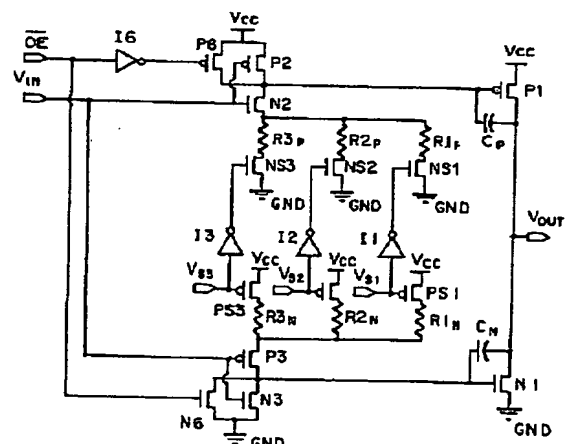 OE
I6
P6
Vcc
P2
Vcc
VIN
N2
P1
R3P
R2P
R1P
CP
NS3
NS2
NS1
GND
GND
GND
VOUT
I3
I2
I1
Vcc
Vcc
Vcc
VS3
VS2
VS1
PS3
PS1
R3N
R2N
R1N
P3
CN
N3
N1
N6
GND
GND